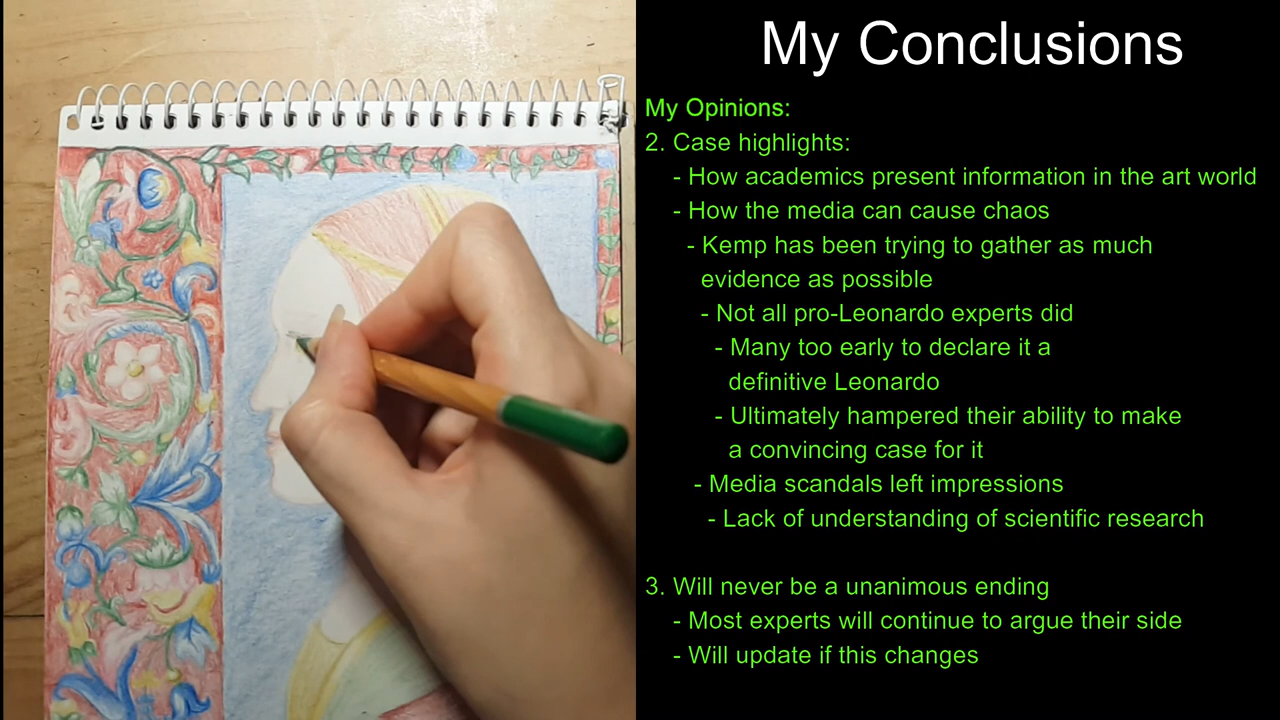 My Conclusions
My Opinions:
2. Case highlights:
- How academics present information in the art world
- How the media can cause chaos
- Kemp has been trying to gather as much
evidence as possible
- Not all pro-Leonardo experts did
- Many too early to declare it a
definitive Leonardo
- Ultimately hampered their ability to make
a convincing case for it
- Media scandals left impressions
- Lack of understanding of scientific research
3. Will never be a unanimous ending
- Most experts will continue to argue their side
- Will update if this changes